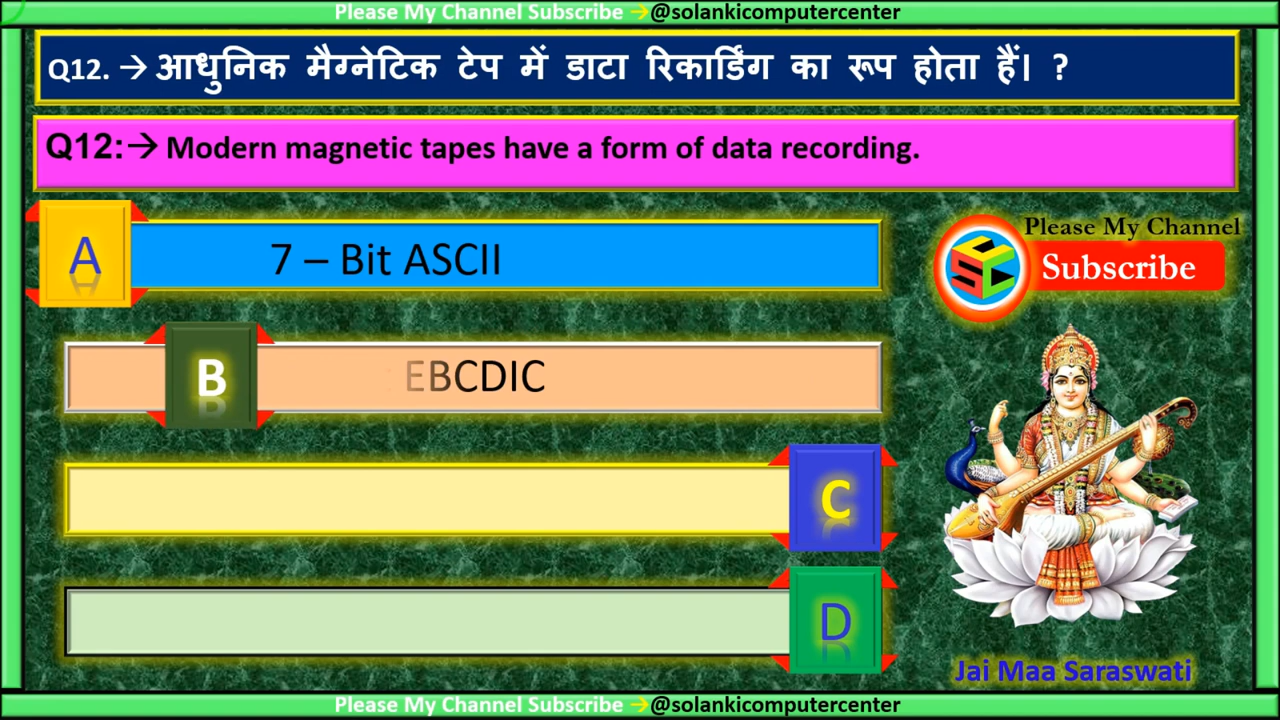 Please My Channel Subscribe →@solankicomputercenter
Q12. → आधुनिक मैग्नेटिक टेप में डाटा रिकार्डिंग का रूप होता हैं। ?
Q12:→ Modern magnetic tapes have a form of data recording.
A 7 – Bit ASCII
Please My Channel
Subscribe
B EBCDIC
C
D
Jai Maa Saraswati
Please My Channel Subscribe →@solankicomputercenter